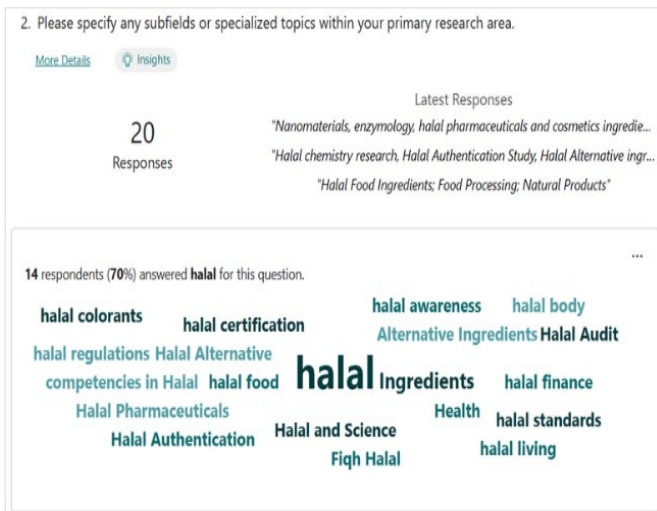 2. Please specify any subfields or specialized topics within your primary research area.
More Details
Insights
Latest Responses
20
Responses
"Nanomaterials, enzymology, halal pharmaceuticals and cosmetics ingredie...
"Halal chemistry research, Halal Authentication Study, Halal Alternative ingr...
"Halal Food Ingredients; Food Processing; Natural Products"
...
14 respondents (70%) answered halal for this question.
halal colorants
halal certification
halal awareness
halal body
Alternative Ingredients
Halal Audit
halal regulations
Halal Alternative
competencies in Halal
halal food
halal
Ingredients
halal finance
Halal Pharmaceuticals
Health
halal standards
Halal Authentication
Halal and Science
halal living
Fiqh Halal